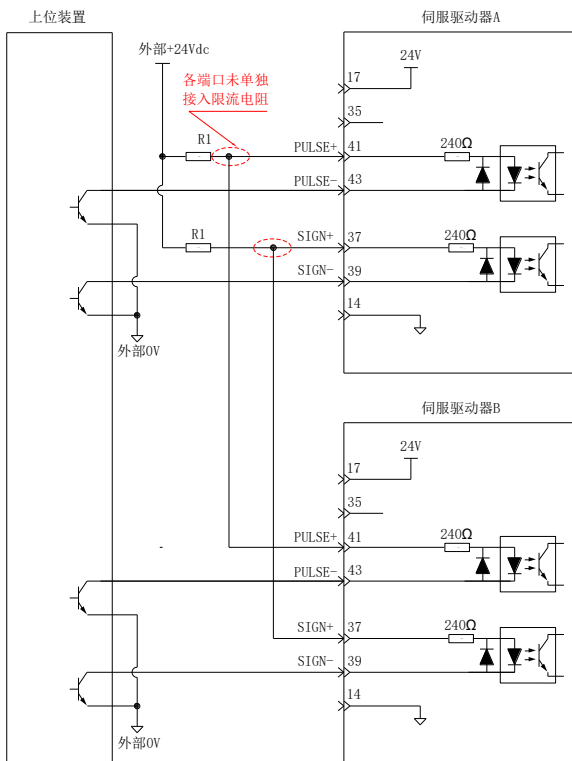 上位装置
伺服驱动器A
外部+24Vdc
24V
17
各端口未单独
接入限流电阻
35
R1
PULSE+
41
240Ω
PULSE-
43
R1
SIGN+
37
240Ω
SIGN-
39
14
外部0V
伺服驱动器B
24V
17
35
PULSE+
41
240Ω
PULSE-
43
SIGN+
37
240Ω
SIGN-
39
14
外部0V